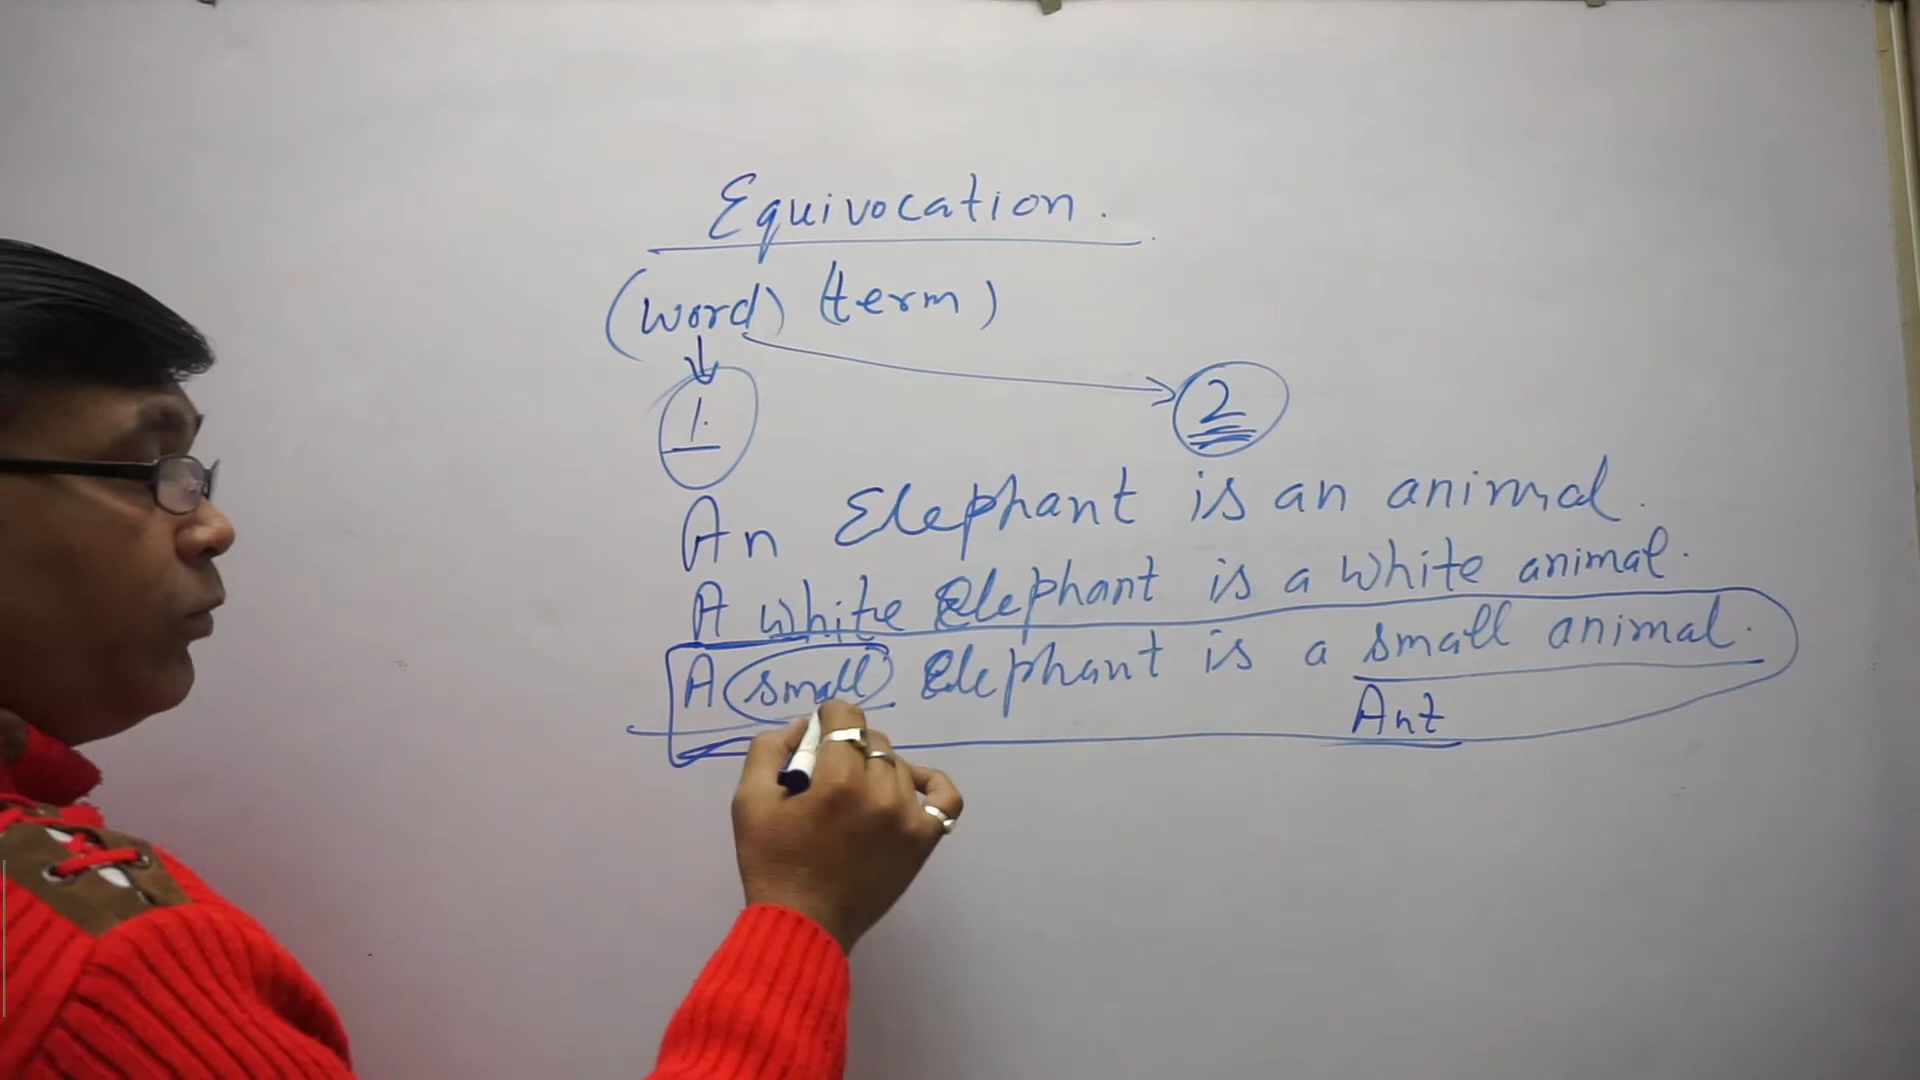 Equivocation.
(word) (term)
1. 2
An Elephant is an animal.
A white Elephant is a white animal.
A small Elephant is a small animal.
Ant